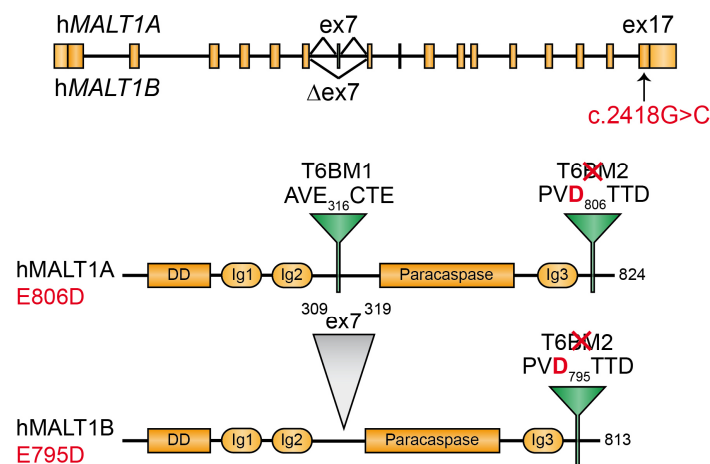 hMALT1A ex7 ex17
hMALT1B
Δex7
c.2418G>C
T6BM1 T6BM2
AVE316CTE PVD806TTD
hMALT1A DD Ig1 Ig2 Paracaspase Ig3 824
E806D
309 ex7 319
T6BM2
PVD795TTD
hMALT1B DD Ig1 Ig2 Paracaspase Ig3 813
E795D